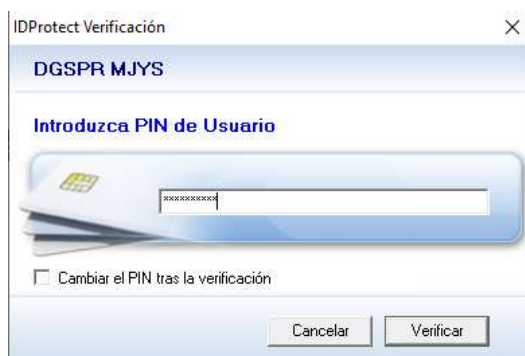 IDProtect Verificación
DGSPR MJYS
Introduzca PIN de Usuario
××××××××××
Cambiar el PIN tras la verificación
Cancelar
Verificar